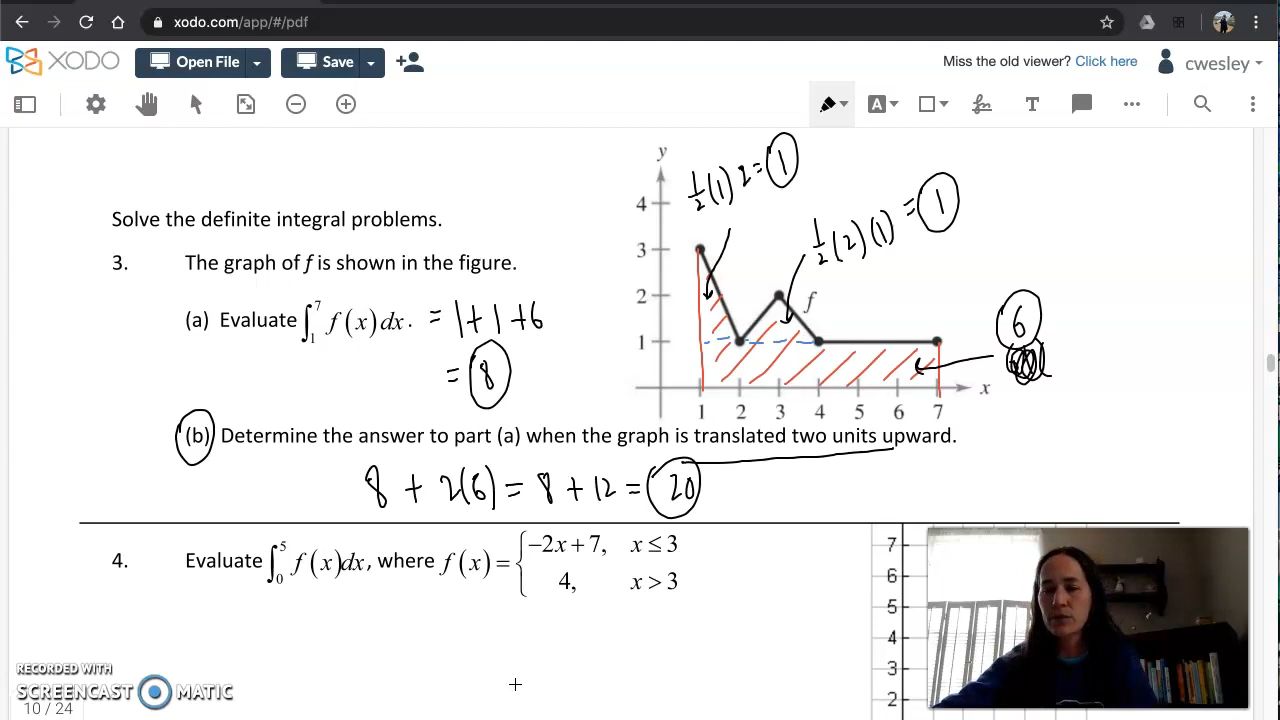 xodo.com/app/#/pdf
XODO
Open File
Save
Miss the old viewer? Click here
cwesley
A
T
Solve the definite integral problems.
3. The graph of f is shown in the figure.
(a) Evaluate ∫₁⁷ f(x)dx. = 1+1+6
= 8
y
4
3
2
1
1 2 3 4 5 6 7
x
f
½(1)2=1
½(2)(1)=1
6
(b) Determine the answer to part (a) when the graph is translated two units upward.
8 + 2(6) = 8 + 12 = 20
4. Evaluate ∫₀⁵ f(x)dx, where f(x) = { −2x+7, x ≤ 3
4, x > 3
7
6
5
4
3
2
RECORDED WITH
SCREENCAST MATIC
10 / 24